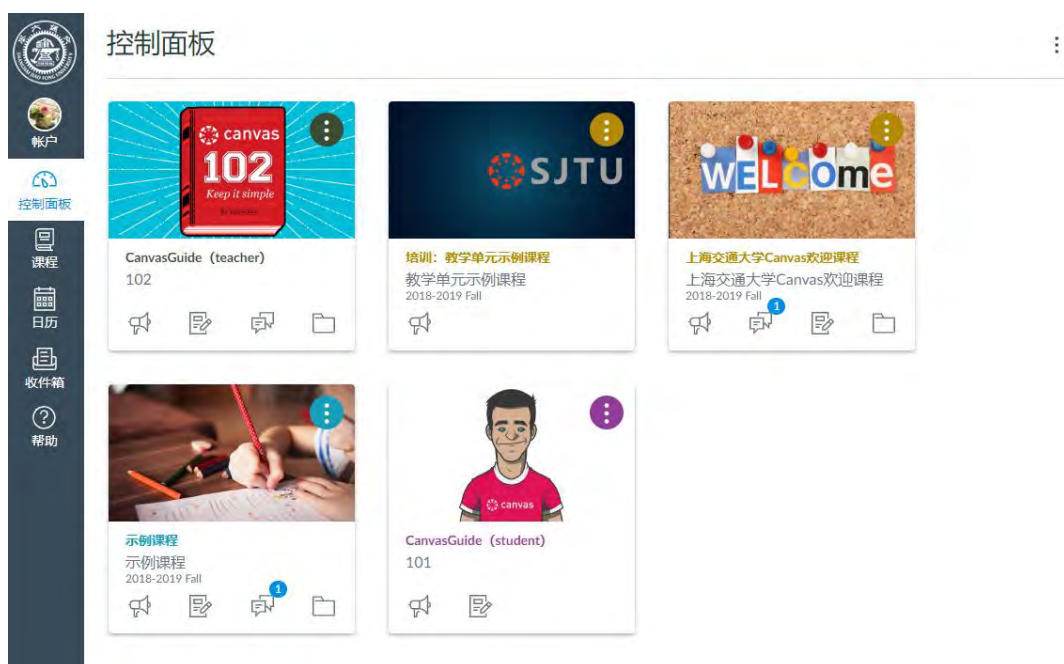 控制面板
帐户
控制面板
课程
日历
收件箱
帮助
canvas
102
Keep it simple
CanvasGuide (teacher)
102
SJTU
培训：教学单元示例课程
教学单元示例课程
2018-2019 Fall
WELcome
上海交通大学Canvas欢迎课程
上海交通大学Canvas欢迎课程
2018-2019 Fall
1
示例课程
示例课程
2018-2019 Fall
1
canvas
CanvasGuide (student)
101